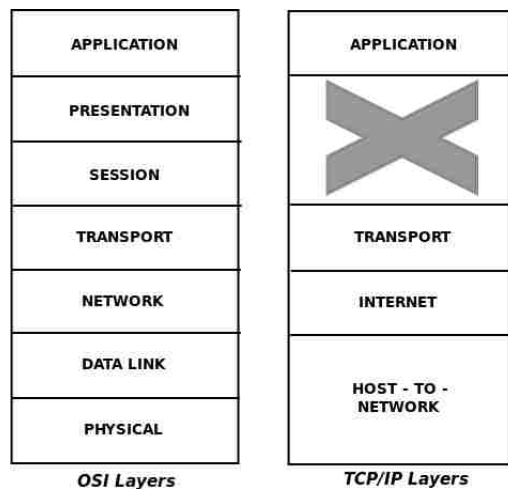 APPLICATION
PRESENTATION
SESSION
TRANSPORT
NETWORK
DATA LINK
PHYSICAL
OSI Layers
APPLICATION
TRANSPORT
INTERNET
HOST - TO -
NETWORK
TCP/IP Layers